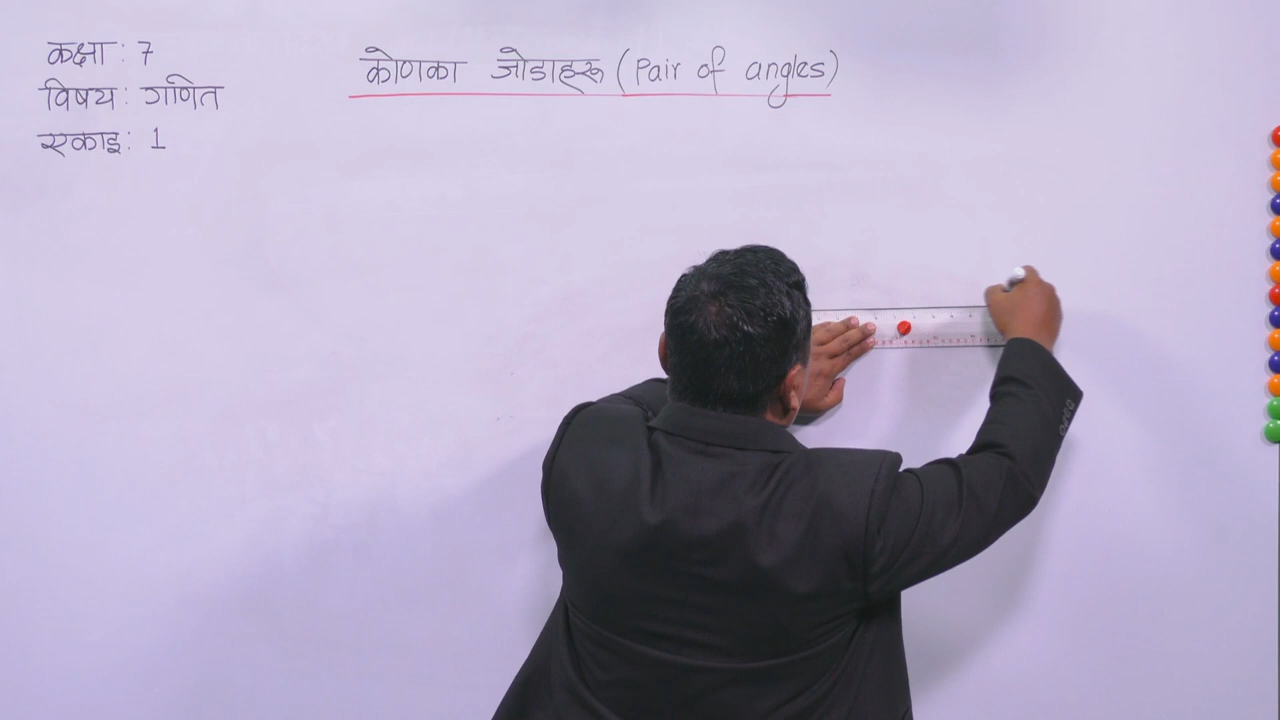 कक्षा : 7
विषय : गणित
एकाइ : 1
कोणका जोडाहरू (Pair of angles)